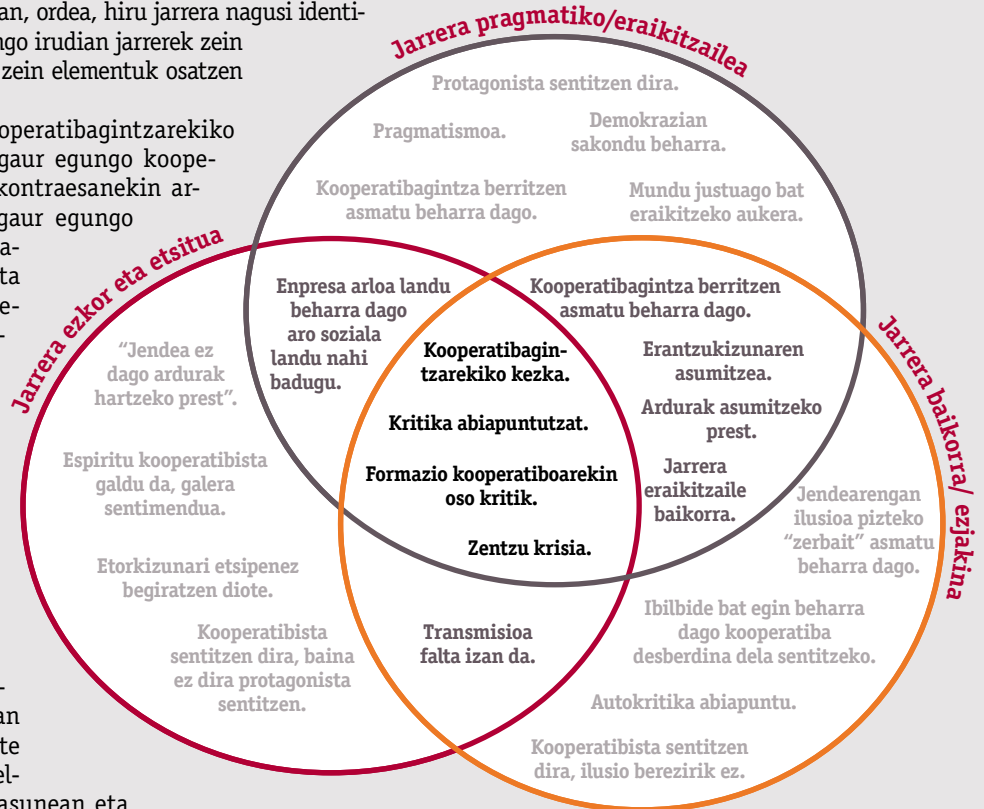 an, ordea, hiru jarrera nagusi identi-
ngo irudian jarrerek zein
zein elementuk osatzen
operatibagintzarekiko
gaur egungo koope-
kontraesanekin ar-
gaur egungo
a-
ta
e-
-
-
an
te
el-
asunean eta
Jarrera pragmatiko/eraikitzailea
Protagonista sentitzen dira.
Pragmatismoa.
Demokrazian
sakondu beharra.
Kooperatibagintza berritzen
asmatu beharra dago.
Mundu justuago bat
eraikitzeko aukera.
Jarrera ezkor eta etsitua
Enpresa arloa landu
beharra dago
aro soziala
landu nahi
badugu.
Kooperatibagintza berritzen
asmatu beharra dago.
Kooperatibagin-
tzarekiko kezka.
Erantzukizunaren
asumitzea.
Kritika abiapuntutzat.
Ardurak asumitzeko
prest.
Formazio kooperatiboarekin
oso kritik.
Jarrera
eraikitzaile
baikorra.
Zentzu krisia.
"Jendea ez
dago ardurak
hartzeko prest".
Espiritu kooperatibista
galdu da, galera
sentimendua.
Etorkizunari etsipenez
begiratzen diote.
Kooperatibista
sentitzen dira, baina
ez dira protagonista
sentitzen.
Transmisioa
falta izan da.
Jarrera baikorra/ ezjakina
Jendearengan
ilusioa pizteko
"zerbait" asmatu
beharra dago.
Ibilbide bat egin beharra
dago kooperatiba
desberdina dela sentitzeko.
Autokritika abiapuntu.
Kooperatibista sentitzen
dira, ilusio berezirik ez.